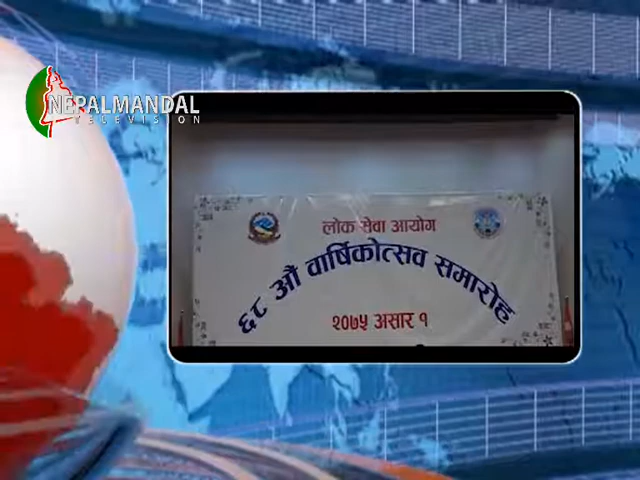 NEPALMANDAL
TELEVISION
लोक सेवा आयोग
६८ औं वार्षिकोत्सव समारोह
२०७५ असार १